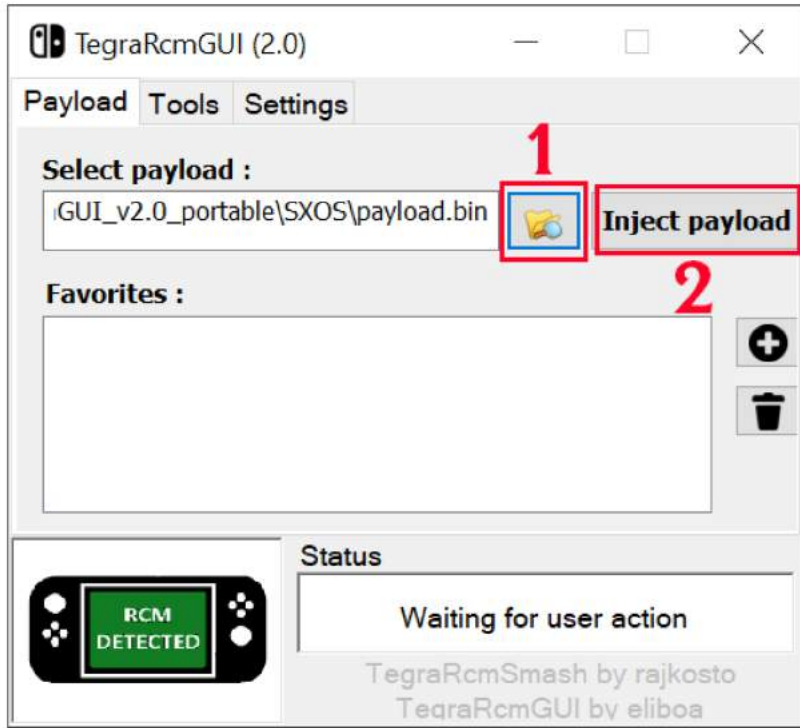 TegraRcmGUI (2.0)
Payload Tools Settings
1
Select payload :
GUI_v2.0_portable\SXOS\payload.bin
Inject payload
2
Favorites :
Status
RCM
DETECTED
Waiting for user action
TegraRcmSmash by rajkosto
TegraRcmGUI by eliboa